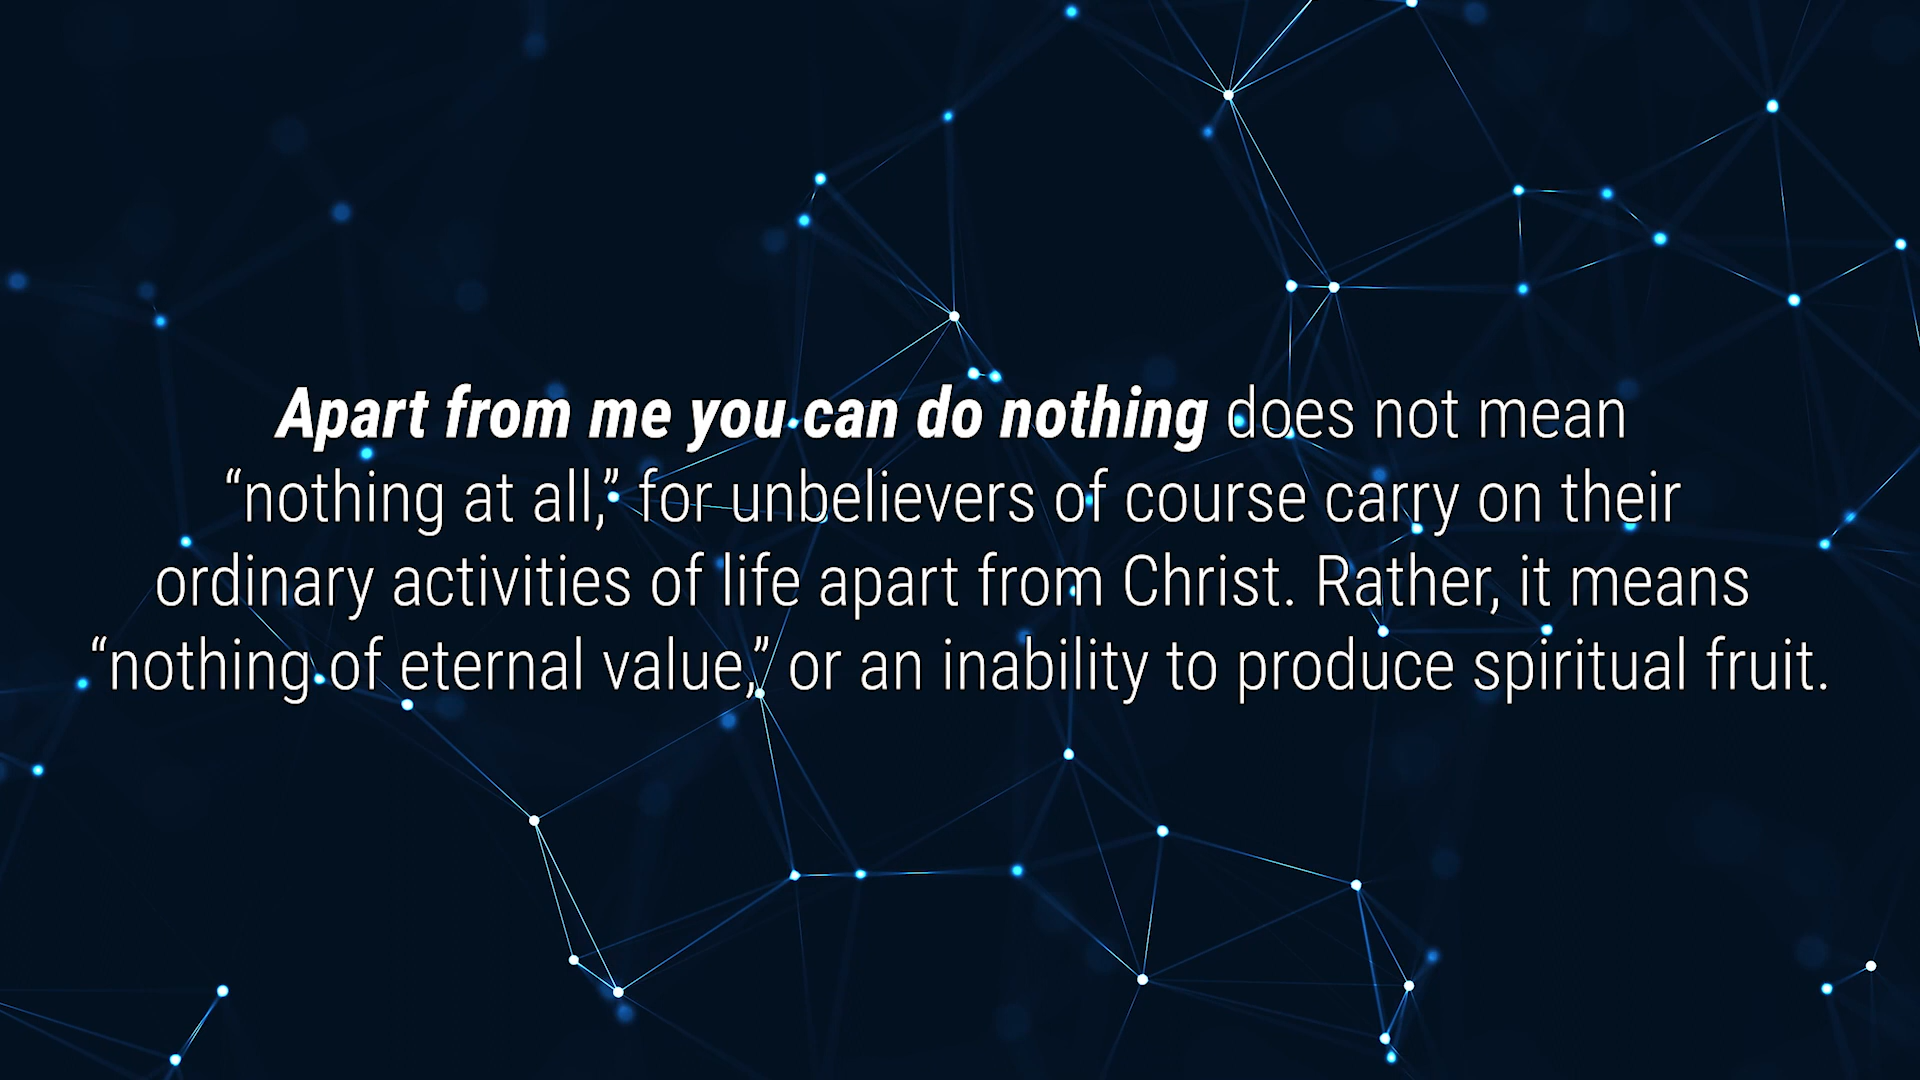 Apart from me you can do nothing does not mean
“nothing at all,” for unbelievers of course carry on their
ordinary activities of life apart from Christ. Rather, it means
“nothing of eternal value,” or an inability to produce spiritual fruit.